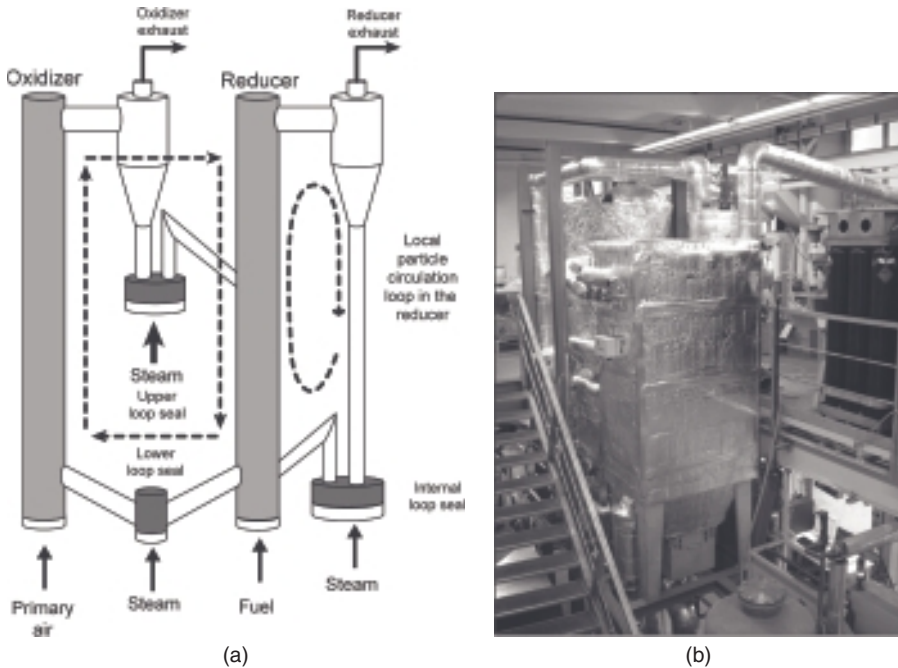 Oxidizer
exhaust
Reducer
exhaust
Oxidizer
Reducer
Local
particle
circulation
loop in the
reducer
Steam
Upper
loop seal
Lower
loop seal
Internal
loop seal
Primary
air
Steam
Fuel
Steam
(a)
(b)